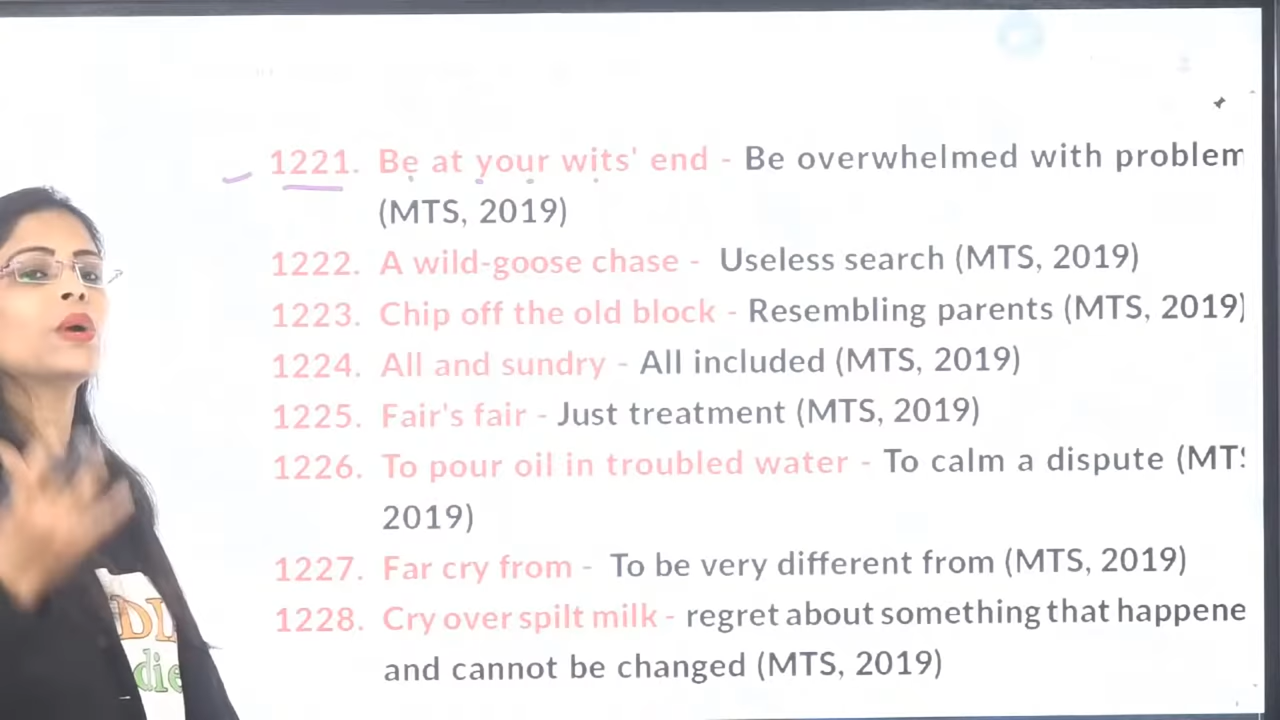 1221. Be at your wits' end - Be overwhelmed with problem
(MTS, 2019)
1222. A wild-goose chase - Useless search (MTS, 2019)
1223. Chip off the old block - Resembling parents (MTS, 2019)
1224. All and sundry - All included (MTS, 2019)
1225. Fair's fair - Just treatment (MTS, 2019)
1226. To pour oil in troubled water - To calm a dispute (MT
2019)
1227. Far cry from - To be very different from (MTS, 2019)
1228. Cry over spilt milk - regret about something that happene
and cannot be changed (MTS, 2019)